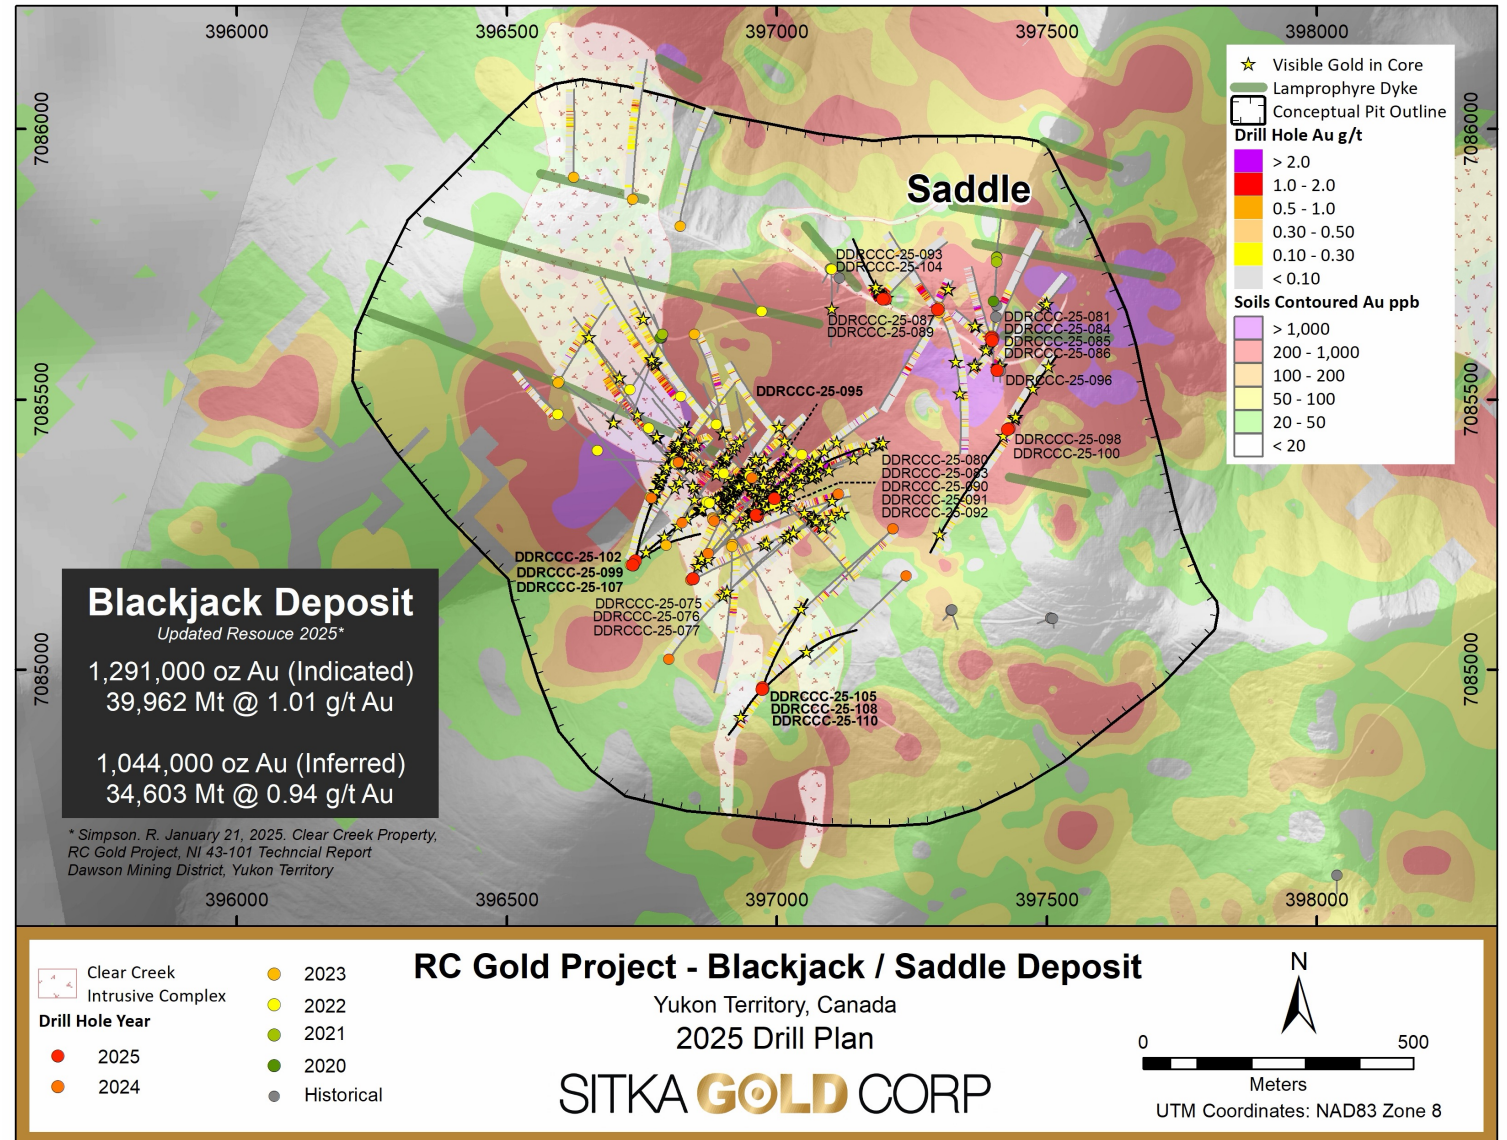 396000
396500
397000
397500
398000
7086000
7085500
7085000
7086000
7085500
7085000
Visible Gold in Core
Lamprophyre Dyke
Conceptual Pit Outline
Drill Hole Au g/t
> 2.0
1.0 - 2.0
0.5 - 1.0
0.30 - 0.50
0.10 - 0.30
< 0.10
Soils Contoured Au ppb
> 1,000
200 - 1,000
100 - 200
50 - 100
20 - 50
< 20
Saddle
DDRCCC-25-093
DDRCCC-25-104
DDRCCC-25-087
DDRCCC-25-089
DDRCCC-25-081
DDRCCC-25-084
DDRCCC-25-085
DDRCCC-25-086
DDRCCC-25-096
DDRCCC-25-095
DDRCCC-25-098
DDRCCC-25-100
DDRCCC-25-080
DDRCCC-25-083
DDRCCC-25-090
DDRCCC-25-091
DDRCCC-25-092
DDRCCC-25-102
DDRCCC-25-099
DDRCCC-25-107
DDRCCC-25-075
DDRCCC-25-076
DDRCCC-25-077
DDRCCC-25-105
DDRCCC-25-108
DDRCCC-25-110
Blackjack Deposit
Updated Resouce 2025*
1,291,000 oz Au (Indicated)
39,962 Mt @ 1.01 g/t Au
1,044,000 oz Au (Inferred)
34,603 Mt @ 0.94 g/t Au
* Simpson. R. January 21, 2025. Clear Creek Property,
RC Gold Project, NI 43-101 Techncial Report
Dawson Mining District, Yukon Territory
396000
396500
397000
397500
398000
Clear Creek
Intrusive Complex
Drill Hole Year
2025
2024
2023
2022
2021
2020
Historical
RC Gold Project - Blackjack / Saddle Deposit
Yukon Territory, Canada
2025 Drill Plan
SITKA GOLD CORP
N
0 500
Meters
UTM Coordinates: NAD83 Zone 8